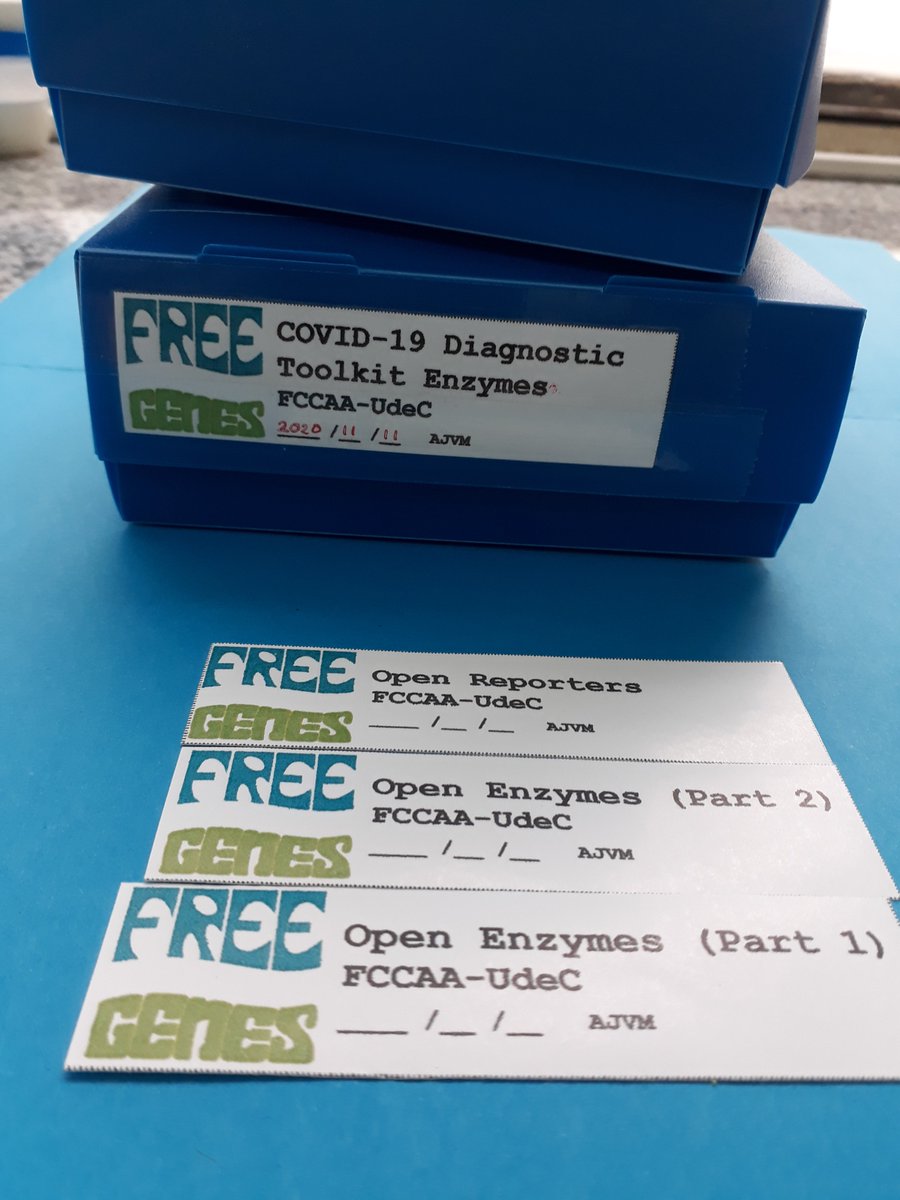 FREE
GENES
COVID-19 Diagnostic
Toolkit Enzymes
FCCAA-UdeC
2020/11/11 AJVM
FREE
GENES
Open Reporters
FCCAA-UdeC
___/__/__ AJVM
FREE
GENES
Open Enzymes (Part 2)
FCCAA-UdeC
___/__/__ AJVM
FREE
GENES
Open Enzymes (Part 1)
FCCAA-UdeC
___/__/__ AJVM